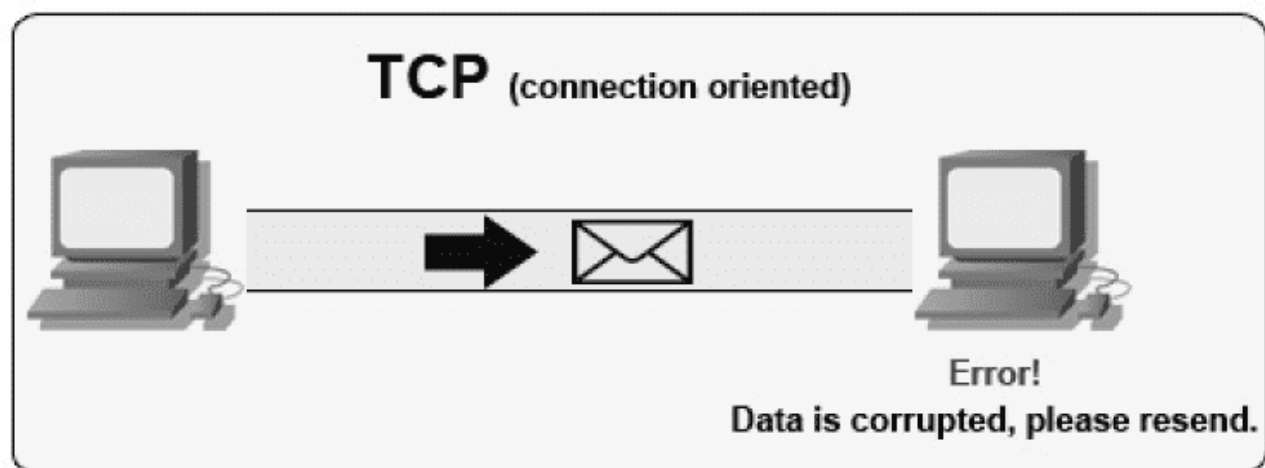 TCP (connection oriented)
Error!
Data is corrupted, please resend.